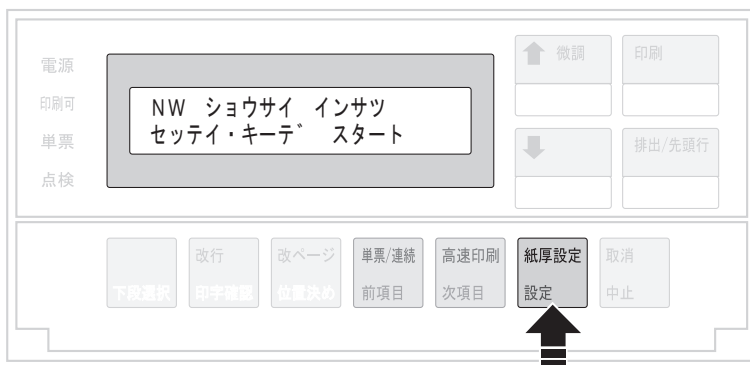 電源
印刷可
単票
点検
NW ショウサイ インサツ
セッテイ・キーデ゛ スタート
微調
印刷
排出/先頭行
改行
改ページ
単票/連続
高速印刷
紙厚設定
取消
下段選択
印字確認
位置決め
前項目
次項目
設定
中止